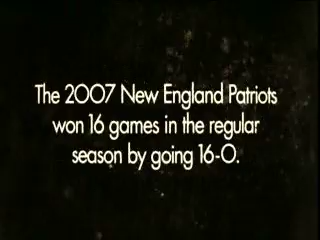 The 2007 New England Patriots
won 16 games in the regular
season by going 16-0.